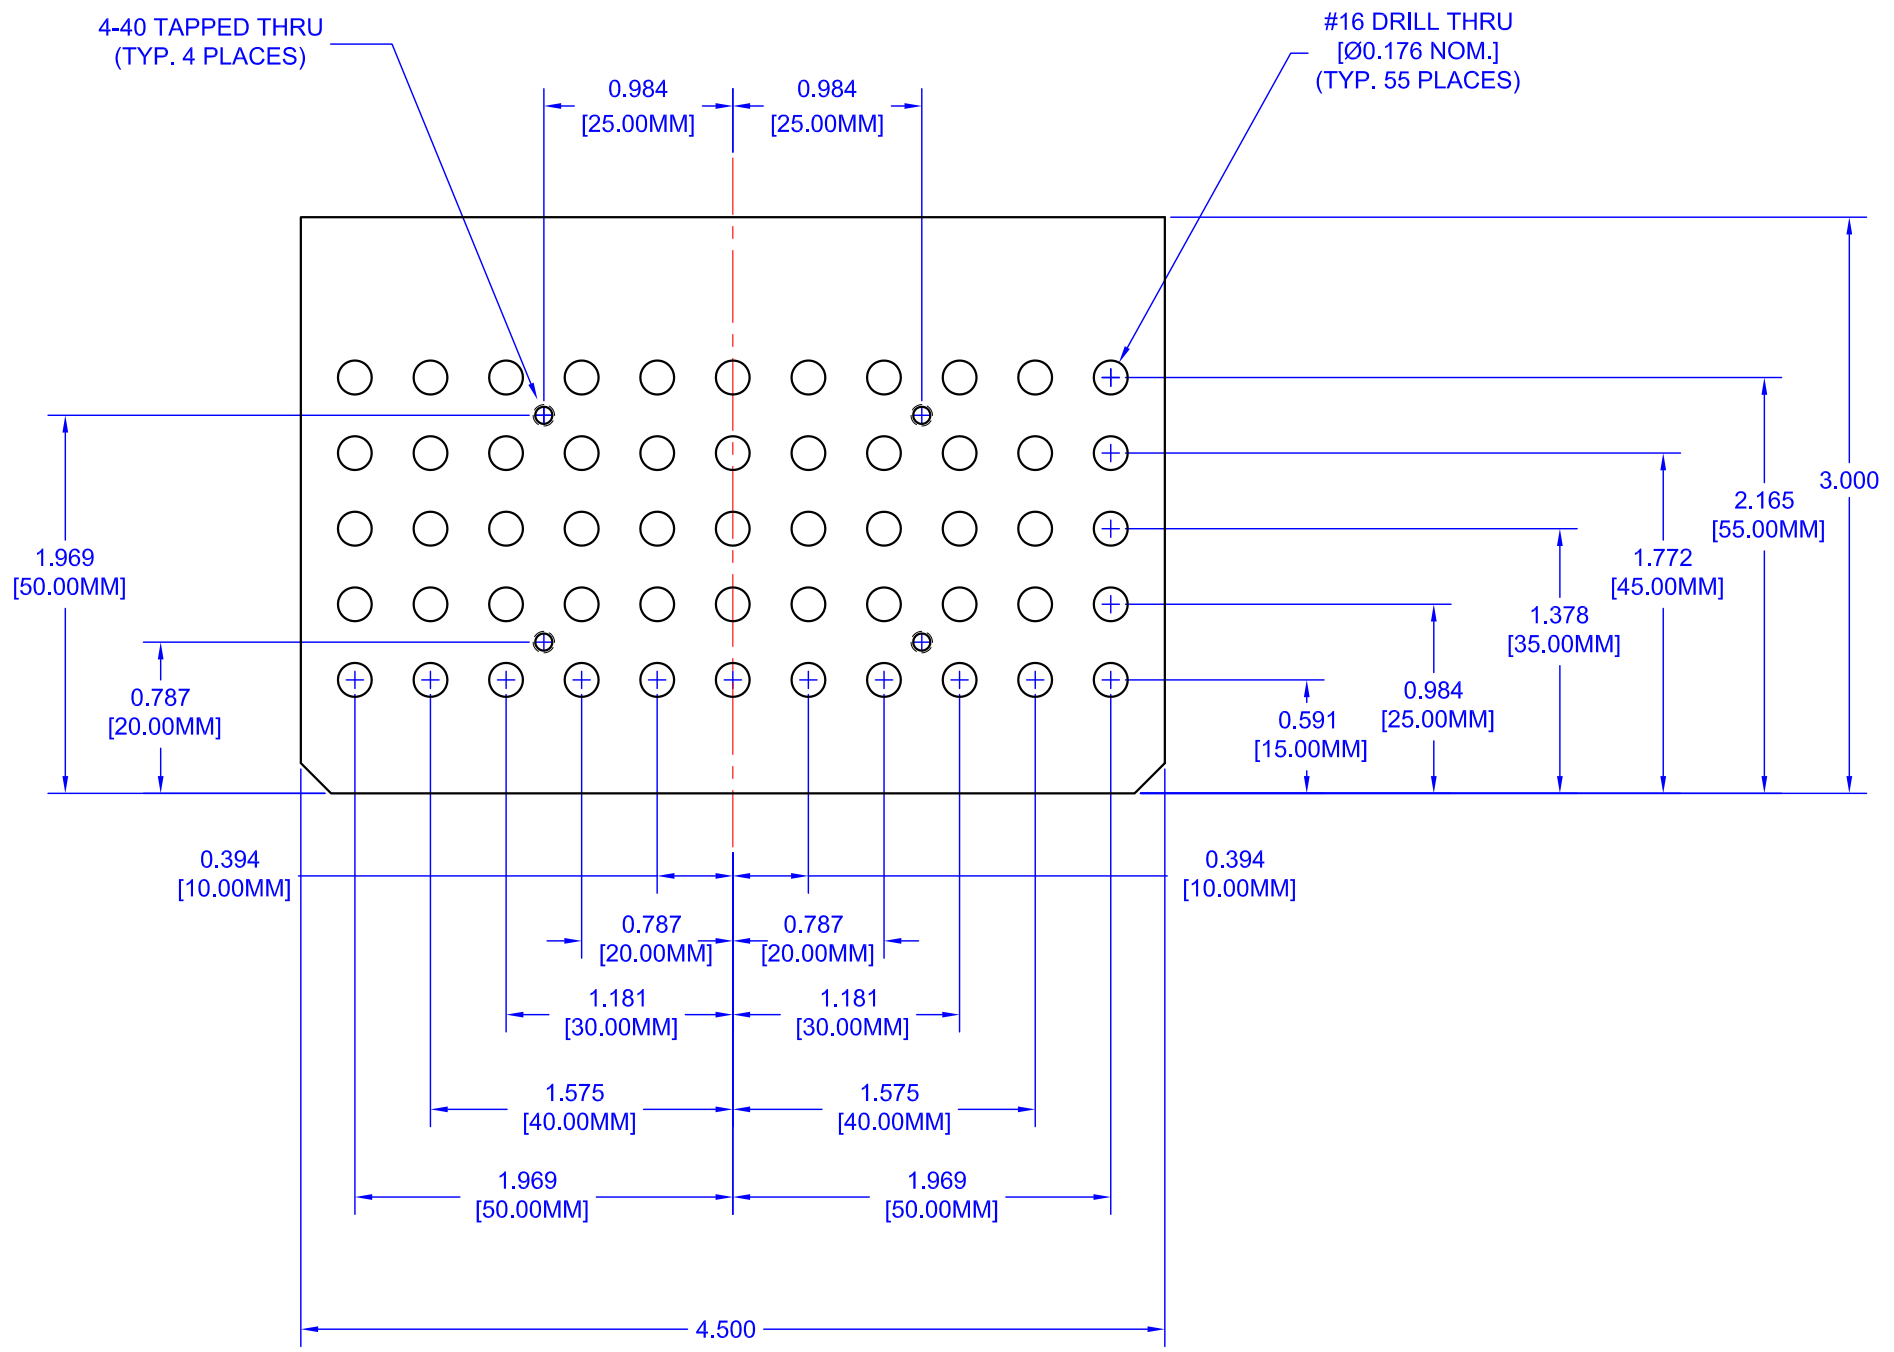 4-40 TAPPED THRU
(TYP. 4 PLACES)
#16 DRILL THRU
[Ø0.176 NOM.]
(TYP. 55 PLACES)
0.984
[25.00MM]
0.984
[25.00MM]
3.000
2.165
[55.00MM]
1.772
[45.00MM]
1.378
[35.00MM]
0.984
[25.00MM]
0.591
[15.00MM]
1.969
[50.00MM]
0.787
[20.00MM]
0.394
[10.00MM]
0.394
[10.00MM]
0.787
[20.00MM]
0.787
[20.00MM]
1.181
[30.00MM]
1.181
[30.00MM]
1.575
[40.00MM]
1.575
[40.00MM]
1.969
[50.00MM]
1.969
[50.00MM]
4.500